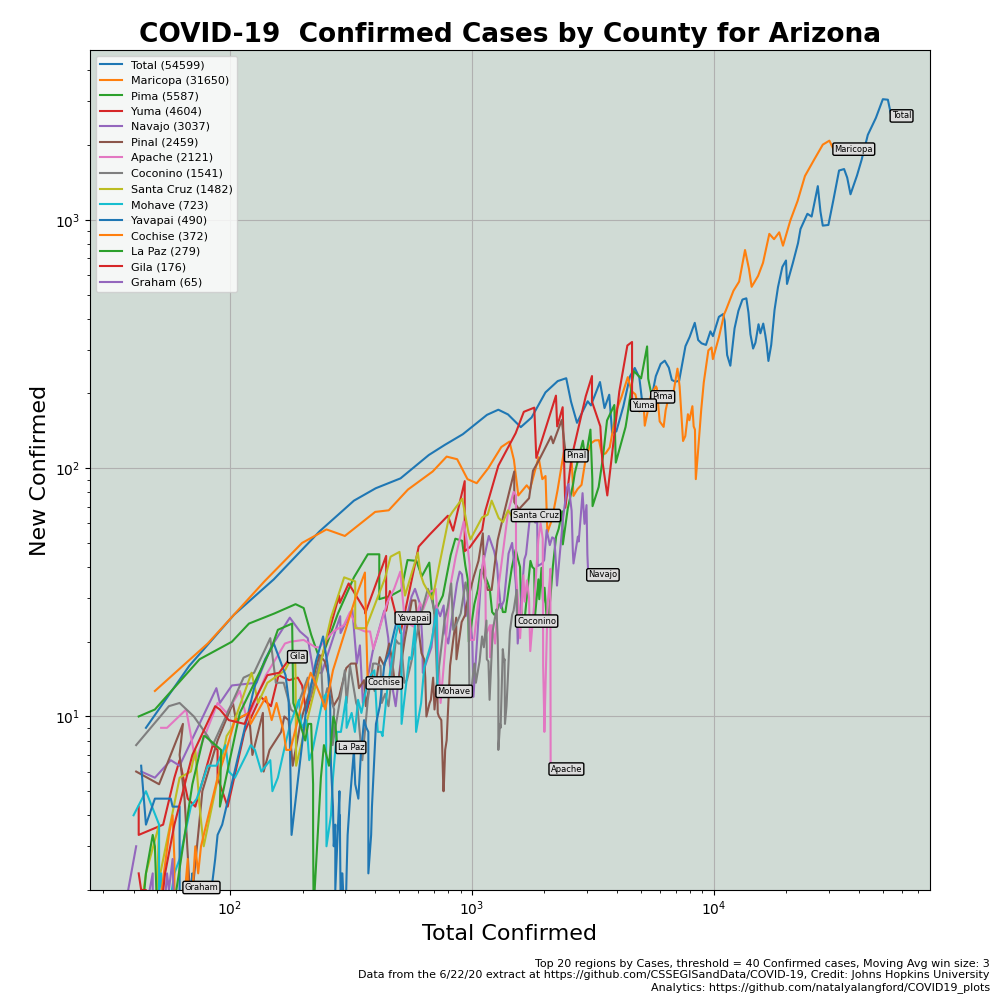 COVID-19  Confirmed Cases by County for Arizona
Total (54599)
Maricopa (31650)
Pima (5587)
Yuma (4604)
Navajo (3037)
Pinal (2459)
Apache (2121)
Coconino (1541)
Santa Cruz (1482)
Mohave (723)
Yavapai (490)
Cochise (372)
La Paz (279)
Gila (176)
Graham (65)
Total
Maricopa
Pima
Yuma
Pinal
Santa Cruz
Navajo
Yavapai
Coconino
Gila
Cochise
Mohave
La Paz
Apache
Graham
New Confirmed
10³
10²
10¹
10²
10³
10⁴
Total Confirmed
Top 20 regions by Cases, threshold = 40 Confirmed cases, Moving Avg win size: 3
Data from the 6/22/20 extract at https://github.com/CSSEGISandData/COVID-19, Credit: Johns Hopkins University
Analytics: https://github.com/natalyalangford/COVID19_plots